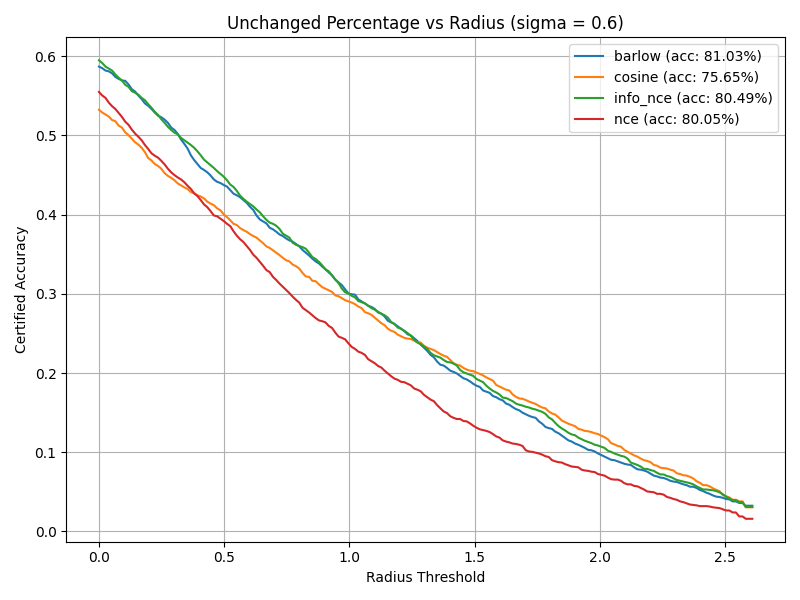 Unchanged Percentage vs Radius (sigma = 0.6)
barlow (acc: 81.03%)
cosine (acc: 75.65%)
info_nce (acc: 80.49%)
nce (acc: 80.05%)
Certified Accuracy
0.6
0.5
0.4
0.3
0.2
0.1
0.0
0.0 0.5 1.0 1.5 2.0 2.5
Radius Threshold